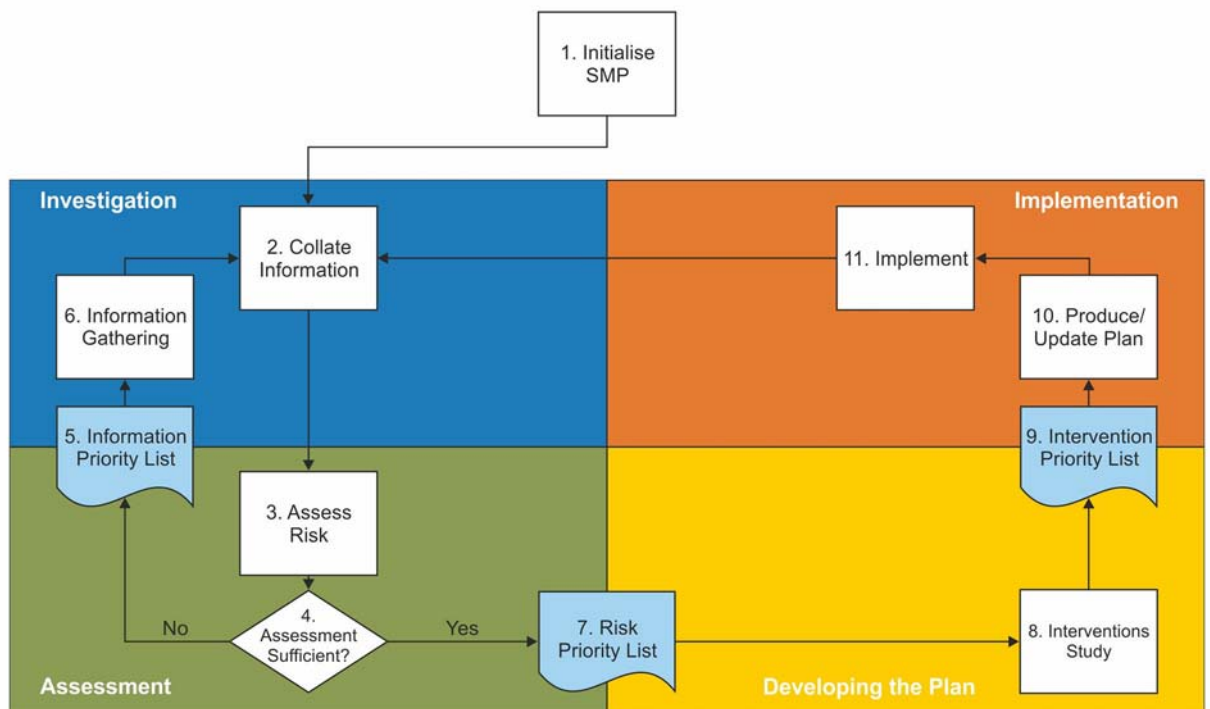 1. Initialise
SMP
Investigation
Implementation
2. Collate
Information
11. Implement
6. Information
Gathering
10. Produce/
Update Plan
5. Information
Priority List
9. Intervention
Priority List
3. Assess
Risk
4.
Assessment
Sufficient?
No
Yes
7. Risk
Priority List
8. Interventions
Study
Assessment
Developing the Plan